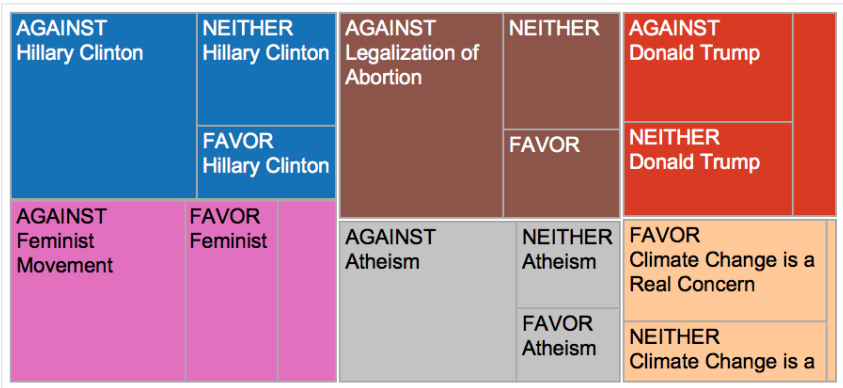 AGAINST
Hillary Clinton
NEITHER
Hillary Clinton
FAVOR
Hillary Clinton
AGAINST
Legalization of
Abortion
NEITHER
FAVOR
AGAINST
Donald Trump
NEITHER
Donald Trump
AGAINST
Feminist
Movement
FAVOR
Feminist
AGAINST
Atheism
NEITHER
Atheism
FAVOR
Atheism
FAVOR
Climate Change is a
Real Concern
NEITHER
Climate Change is a